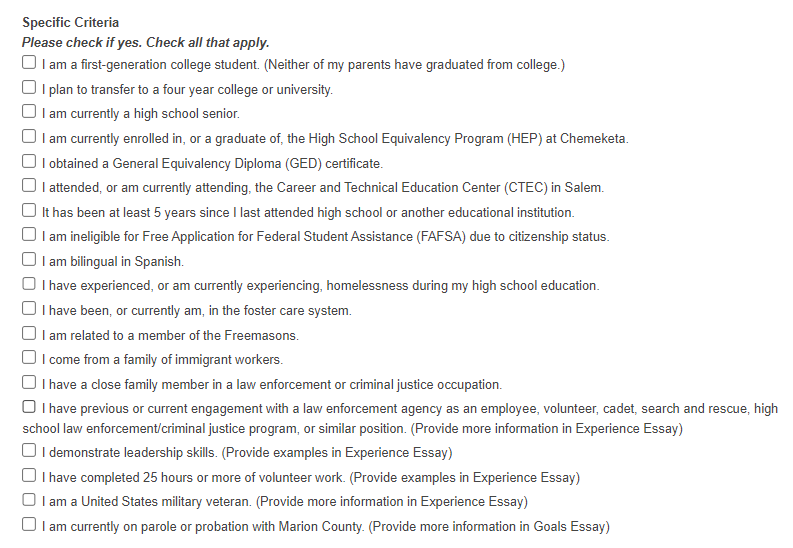 Specific Criteria
Please check if yes. Check all that apply.
I am a first-generation college student. (Neither of my parents have graduated from college.)
I plan to transfer to a four year college or university.
I am currently a high school senior.
I am currently enrolled in, or a graduate of, the High School Equivalency Program (HEP) at Chemeketa.
I obtained a General Equivalency Diploma (GED) certificate.
I attended, or am currently attending, the Career and Technical Education Center (CTEC) in Salem.
It has been at least 5 years since I last attended high school or another educational institution.
I am ineligible for Free Application for Federal Student Assistance (FAFSA) due to citizenship status.
I am bilingual in Spanish.
I have experienced, or am currently experiencing, homelessness during my high school education.
I have been, or currently am, in the foster care system.
I am related to a member of the Freemasons.
I come from a family of immigrant workers.
I have a close family member in a law enforcement or criminal justice occupation.
I have previous or current engagement with a law enforcement agency as an employee, volunteer, cadet, search and rescue, high
school law enforcement/criminal justice program, or similar position. (Provide more information in Experience Essay)
I demonstrate leadership skills. (Provide examples in Experience Essay)
I have completed 25 hours or more of volunteer work. (Provide examples in Experience Essay)
I am a United States military veteran. (Provide more information in Experience Essay)
I am currently on parole or probation with Marion County. (Provide more information in Goals Essay)